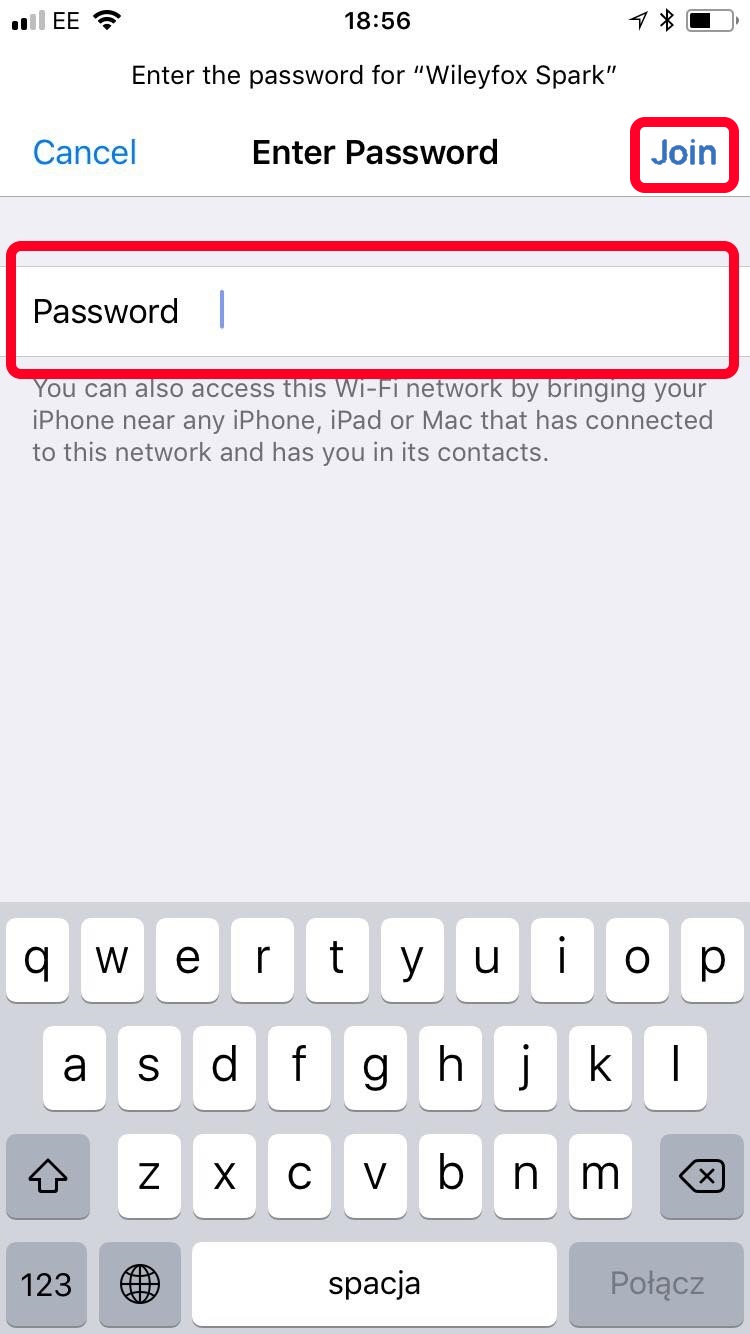 EE 18:56
Enter the password for “Wileyfox Spark”
Cancel Enter Password Join
Password
You can also access this Wi-Fi network by bringing your
iPhone near any iPhone, iPad or Mac that has connected
to this network and has you in its contacts.
q w e r t y u i o p
a s d f g h j k l
z x c v b n m
123 spacja Połącz